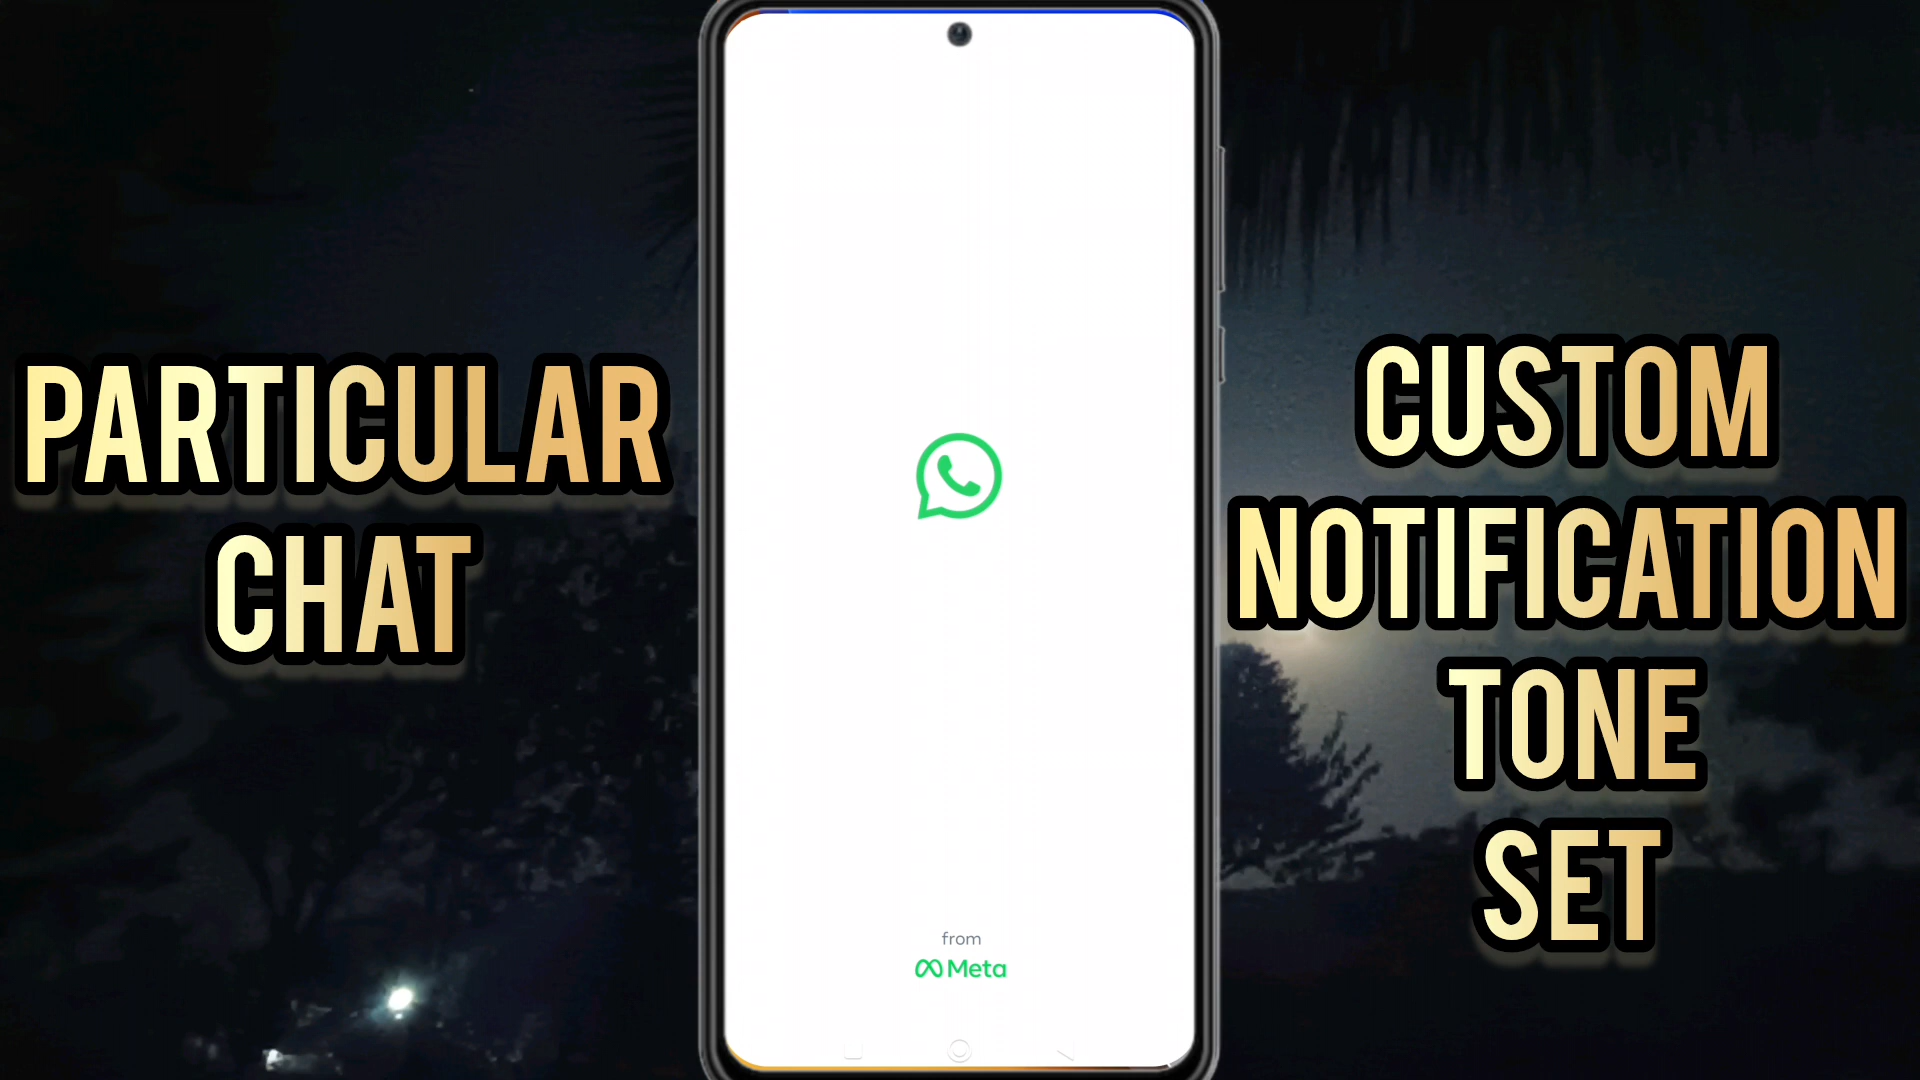 PARTICULAR
CHAT
from
Meta
CUSTOM
NOTIFICATION
TONE
SET